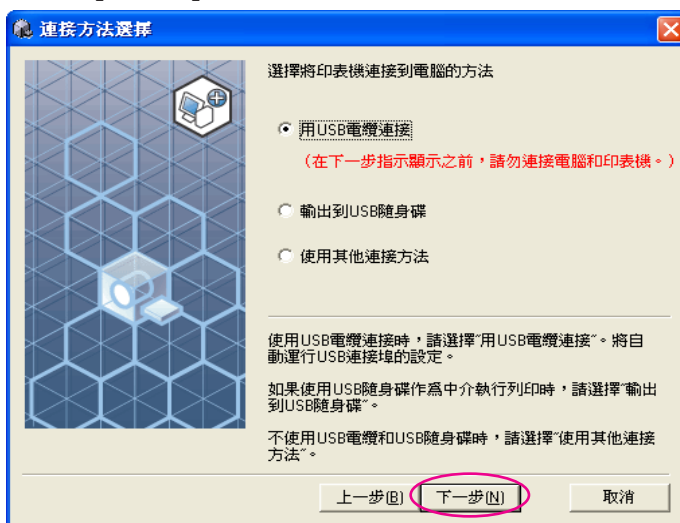 連接方法選擇
選擇將印表機連接到電腦的方法
用USB電纜連接
（在下一步指示顯示之前，請勿連接電腦和印表機。）
輸出到USB隨身碟
使用其他連接方法
使用USB電纜連接時，請選擇"用USB電纜連接"。將自
動運行USB連接埠的設定。
如果使用USB隨身碟作爲中介執行列印時，請選擇"輸出
到USB隨身碟"。
不使用USB電纜和USB隨身碟時，請選擇"使用其他連接
方法"。
上一步(B) 下一步(N) 取消